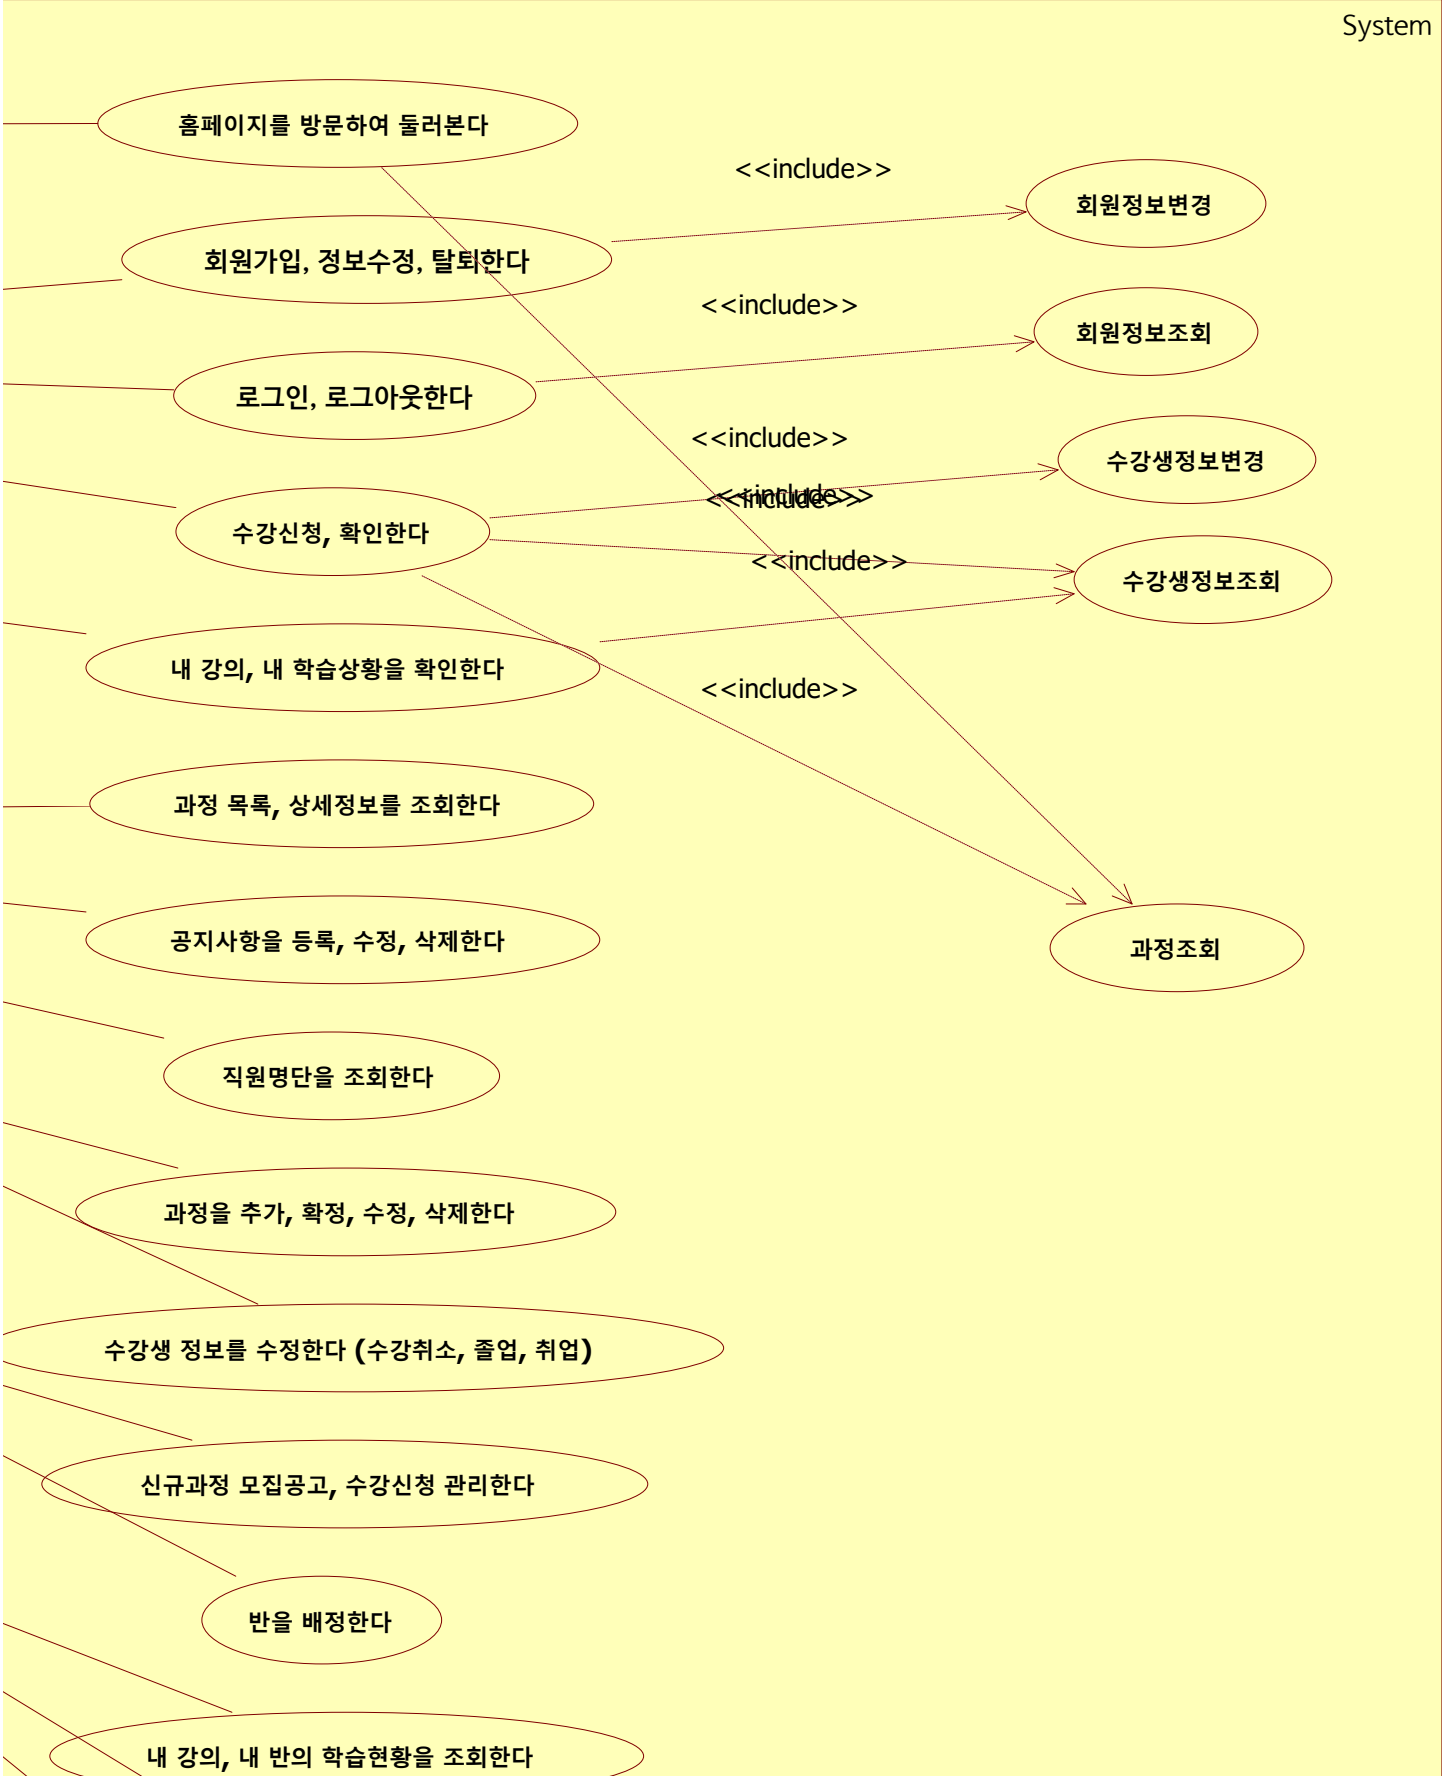 System
홈페이지를 방문하여 둘러본다
<<include>>
회원정보변경
회원가입, 정보수정, 탈퇴한다
<<include>>
회원정보조회
로그인, 로그아웃한다
<<include>>
수강생정보변경
<<include>>
<<include>>
수강신청, 확인한다
<<include>>
수강생정보조회
내 강의, 내 학습상황을 확인한다
<<include>>
과정 목록, 상세정보를 조회한다
공지사항을 등록, 수정, 삭제한다
과정조회
직원명단을 조회한다
과정을 추가, 확정, 수정, 삭제한다
수강생 정보를 수정한다 (수강취소, 졸업, 취업)
신규과정 모집공고, 수강신청 관리한다
반을 배정한다
내 강의, 내 반의 학습현황을 조회한다